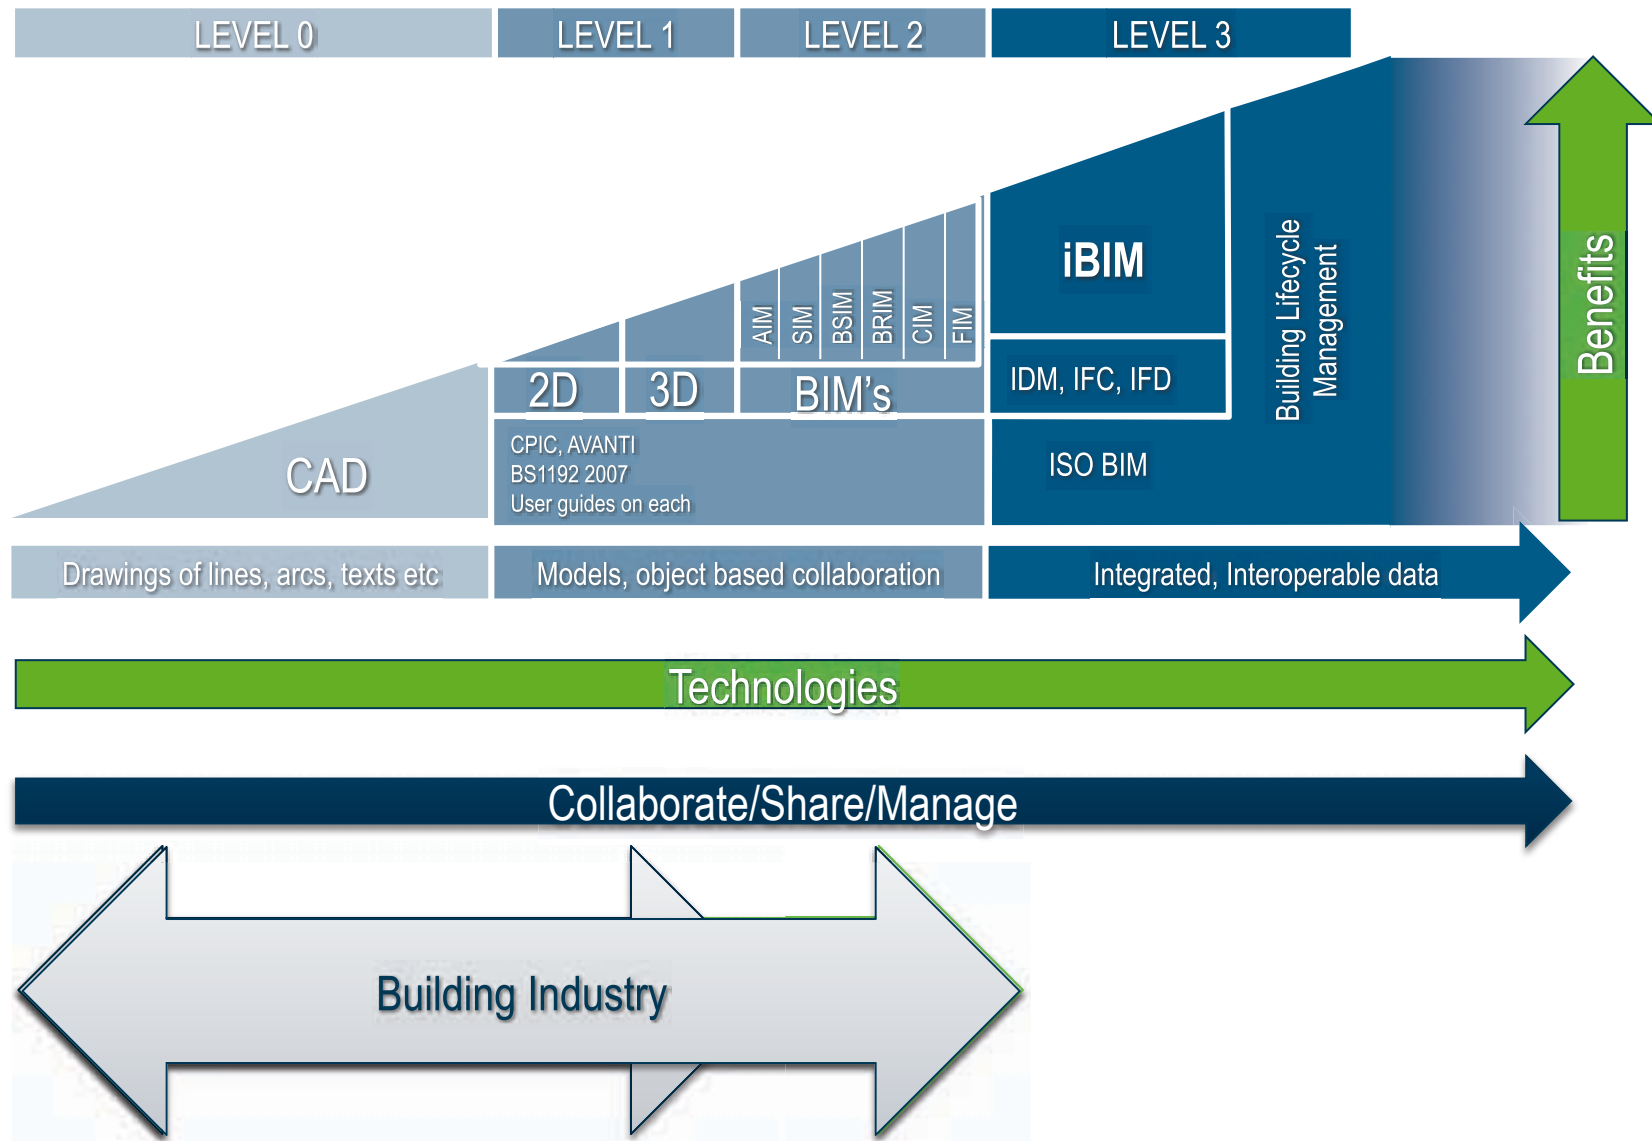 LEVEL 0
LEVEL 1
LEVEL 2
LEVEL 3
AIM
SIM
BSIM
BRIM
CIM
FIM
iBIM
Building Lifecycle
Management
Benefits
2D
3D
BIM's
IDM, IFC, IFD
CAD
CPIC, AVANTI
BS1192 2007
User guides on each
ISO BIM
Drawings of lines, arcs, texts etc
Models, object based collaboration
Integrated, Interoperable data
Technologies
Collaborate/Share/Manage
Building Industry